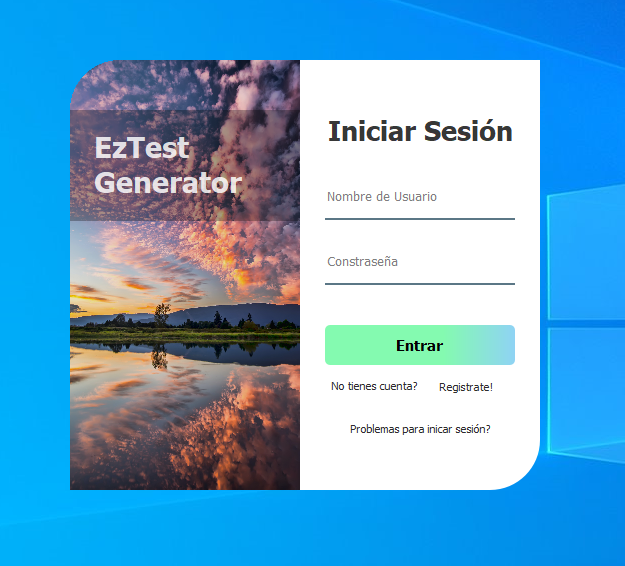 EzTest
Generator
Iniciar Sesión
Nombre de Usuario
Constraseña
Entrar
No tienes cuenta? Registrate!
Problemas para inicar sesión?